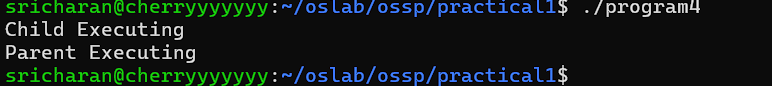 sricharan@cherryyyyyyy:~/oslab/ossp/practical1$ ./program4
Child Executing
Parent Executing
sricharan@cherryyyyyyy:~/oslab/ossp/practical1$